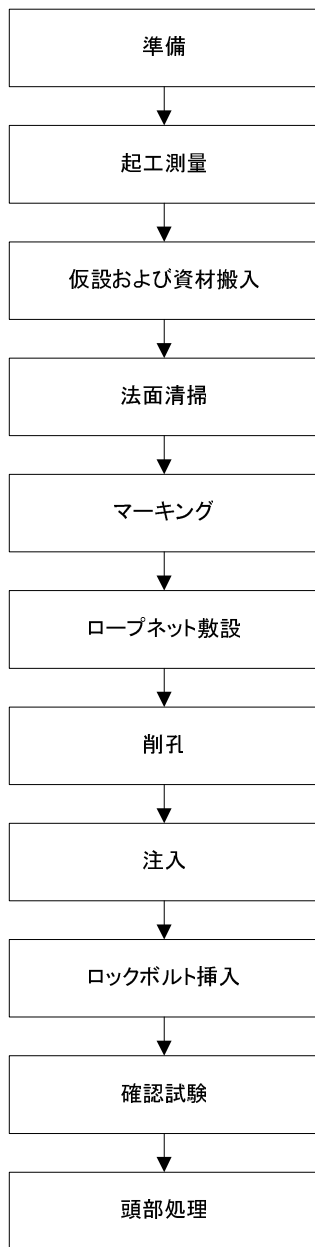 準備
起工測量
仮設および資材搬入
法面清掃
マーキング
ロープネット敷設
削孔
注入
ロックボルト挿入
確認試験
頭部処理